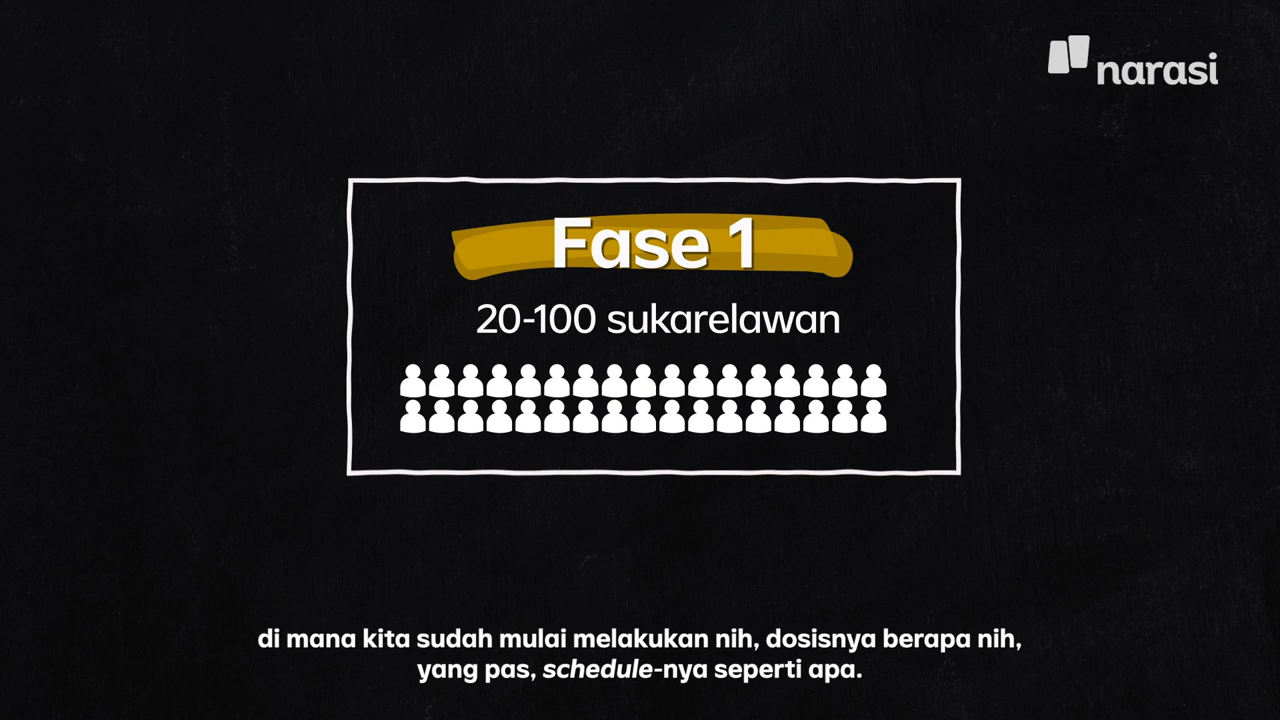 narasi
Fase 1
20-100 sukarelawan
di mana kita sudah mulai melakukan nih, dosisnya berapa nih,
yang pas, schedule-nya seperti apa.